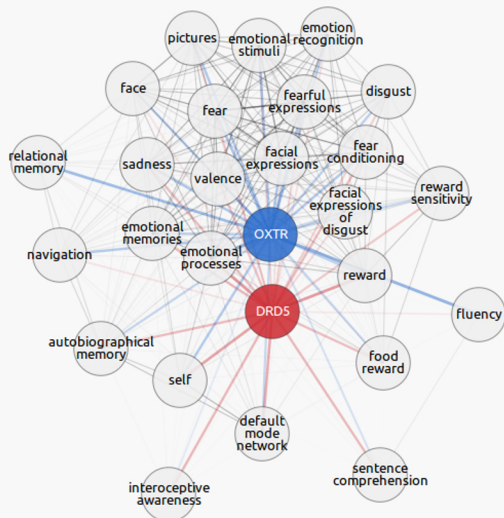 pictures
emotional
stimuli
emotion
recognition
face
fear
fearful
expressions
disgust
relational
memory
sadness
valence
facial
expressions
fear
conditioning
reward
sensitivity
facial
expressions
of
disgust
emotional
memories
OXTR
navigation
emotional
processes
reward
DRD5
fluency
autobiographical
memory
food
reward
self
default
mode
network
interoceptive
awareness
sentence
comprehension